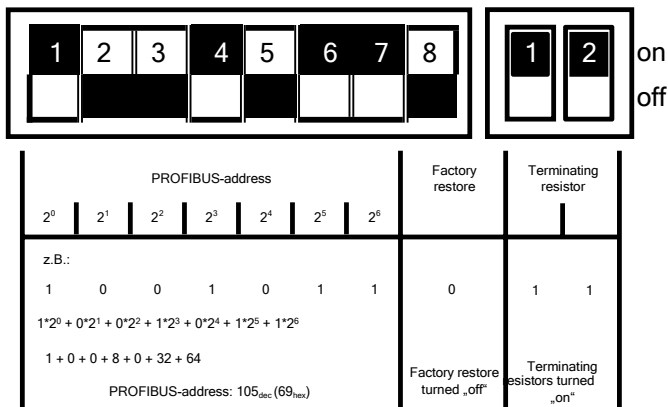 1 2 3 4 5 6 7 8 1 2 on
off
PROFIBUS-address
Factory
restore
Terminating
resistor
2⁰ 2¹ 2² 2³ 2⁴ 2⁵ 2⁶
z.B.:
1 0 0 1 0 1 1 0 1 1
1*2⁰ + 0*2¹ + 0*2² + 1*2³ + 0*2⁴ + 1*2⁵ + 1*2⁶
1 + 0 + 0 + 8 + 0 + 32 + 64
PROFIBUS-address: 105dec (69hex)
Factory restore
turned „off“
Terminating
resistors turned
„on“